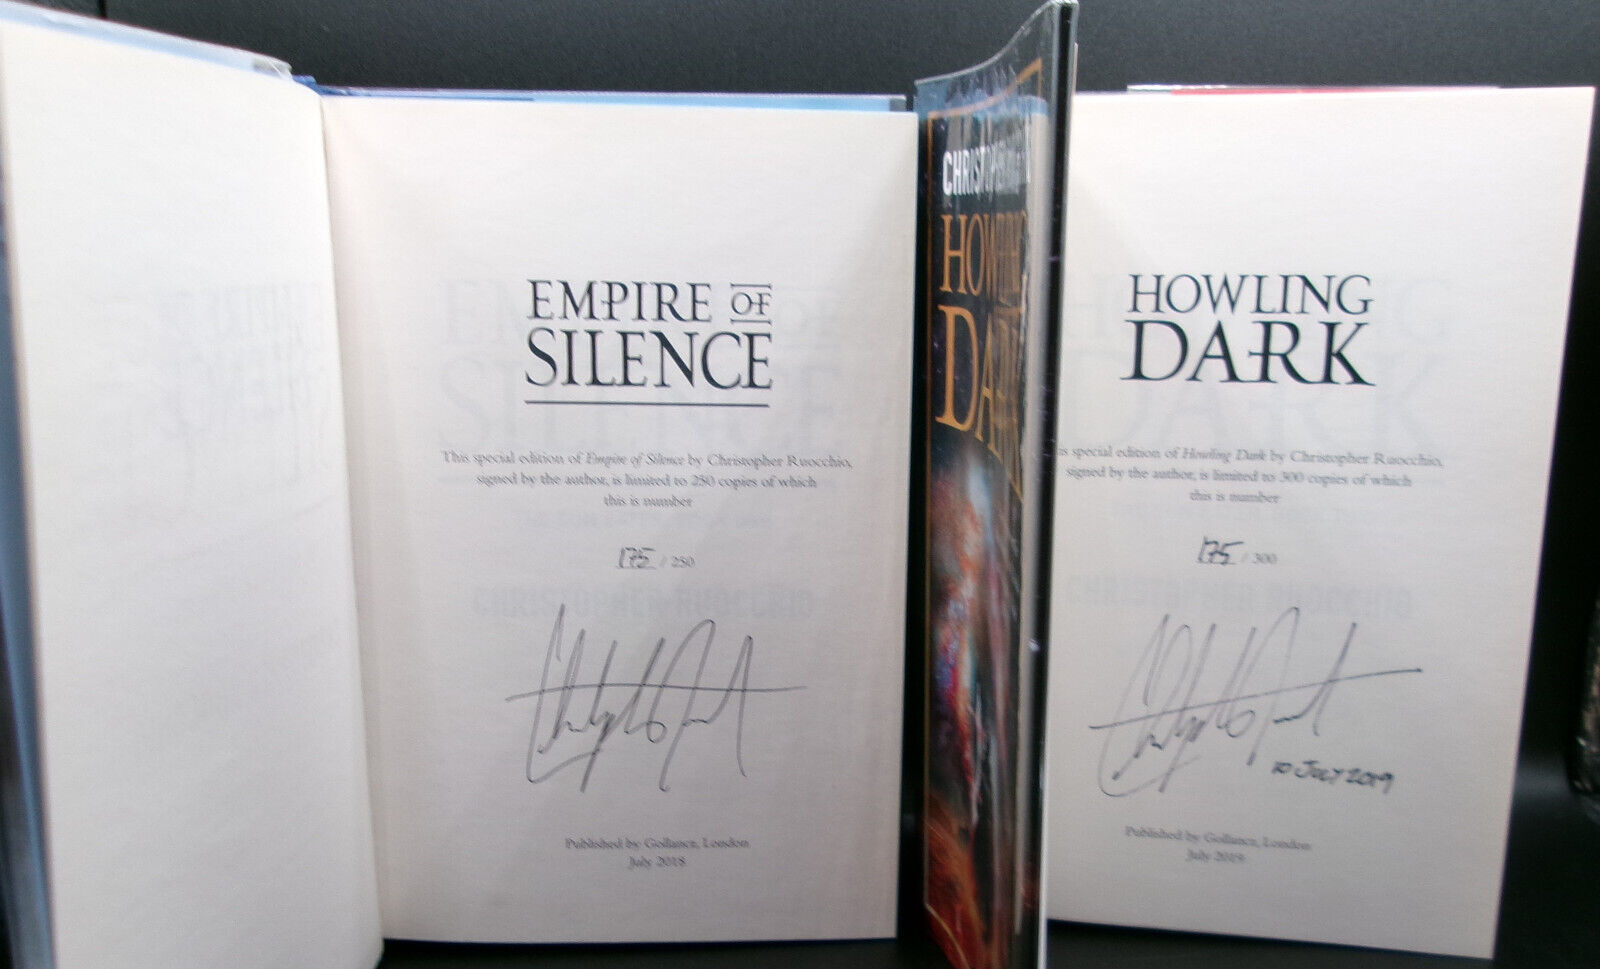 EMPIRE OF
SILENCE
This special edition of Empire of Silence by Christopher Ruocchio,
signed by the author, is limited to 250 copies of which
this is number
175 / 250
Published by Gollancz, London
July 2018
HOWLING
DARK
HOWLING
DARK
is special edition of Howling Dark by Christopher Ruocchio,
signed by the author, is limited to 300 copies of which
this is number
175 / 300
10 JULY 2019
Published by Gollancz, London
July 2019